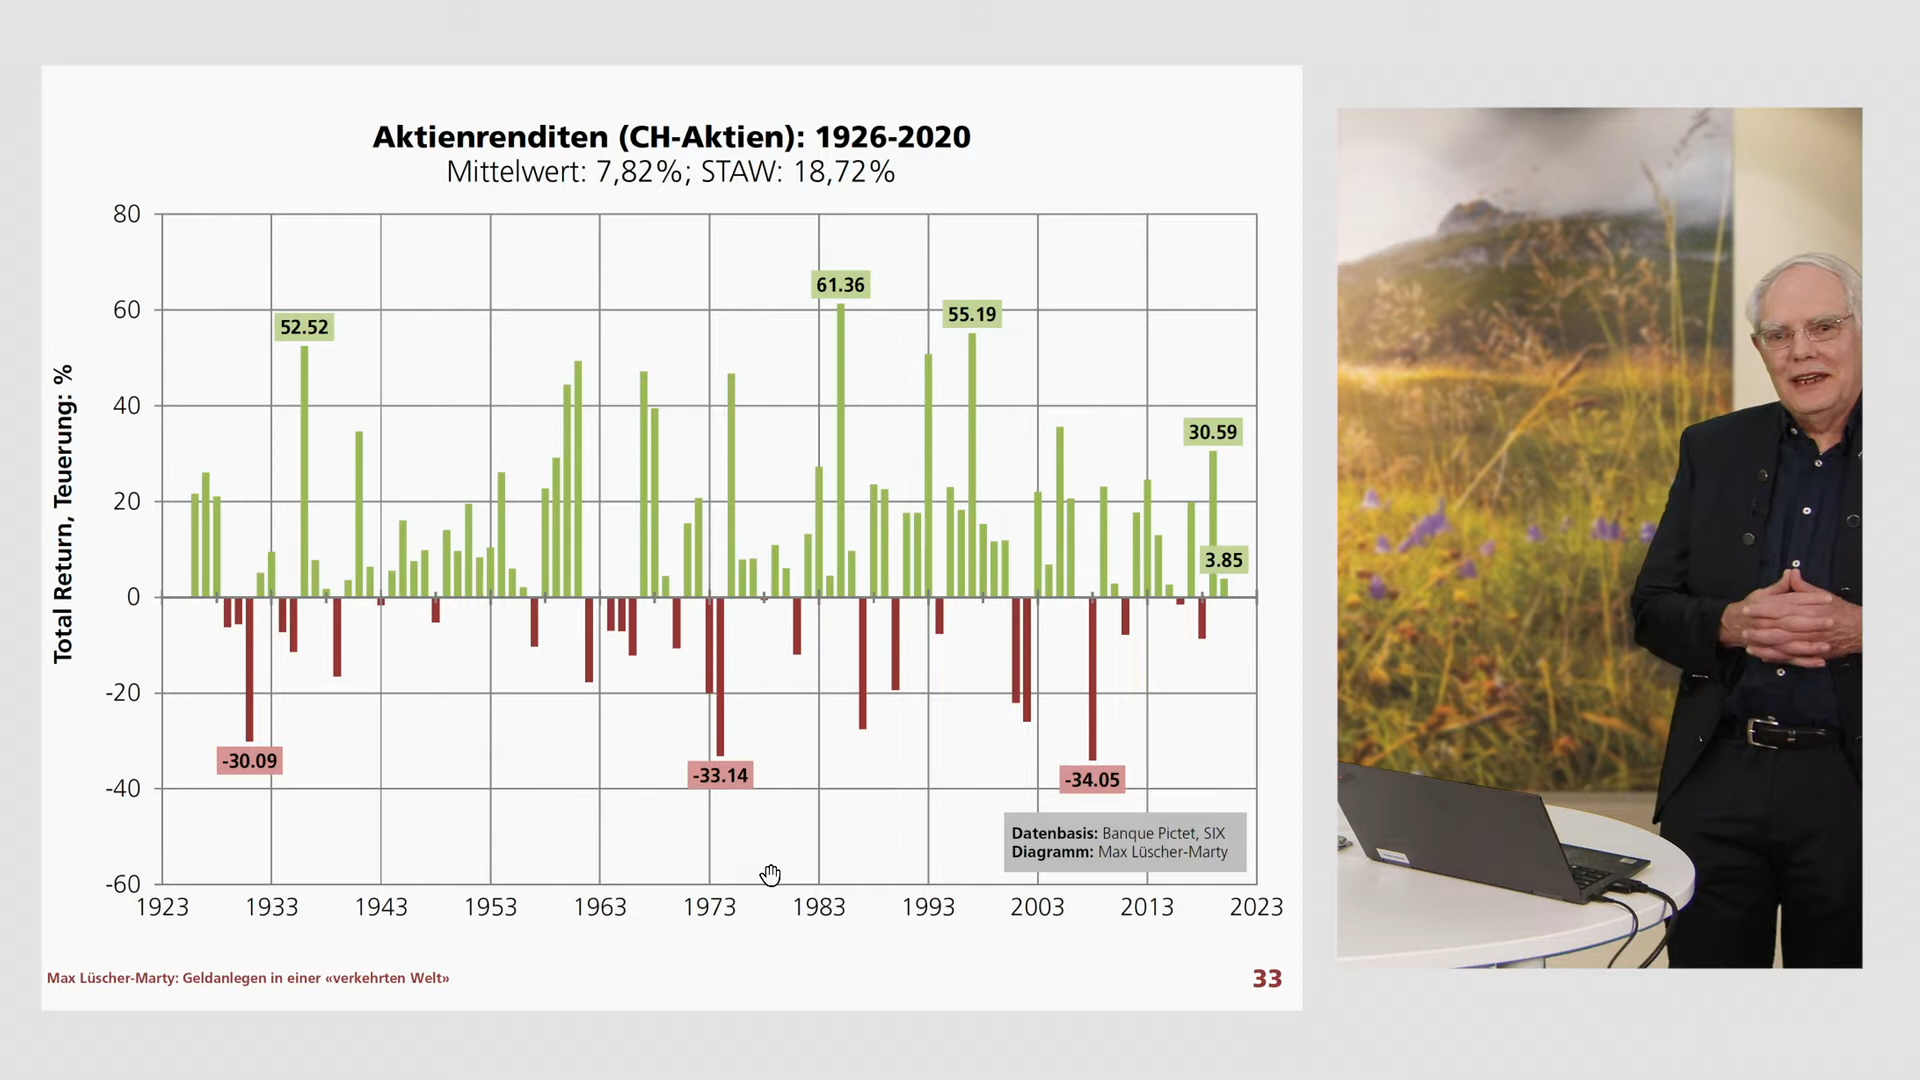 Aktienrenditen (CH-Aktien): 1926-2020
Mittelwert: 7,82%; STAW: 18,72%
Total Return, Teuerung: %
80
60
40
20
0
-20
-40
-60
52.52
61.36
55.19
30.59
3.85
-30.09
-33.14
-34.05
Datenbasis: Banque Pictet, SIX
Diagramm: Max Lüscher-Marty
1923 1933 1943 1953 1963 1973 1983 1993 2003 2013 2023
Max Lüscher-Marty: Geldanlegen in einer «verkehrten Welt»
33